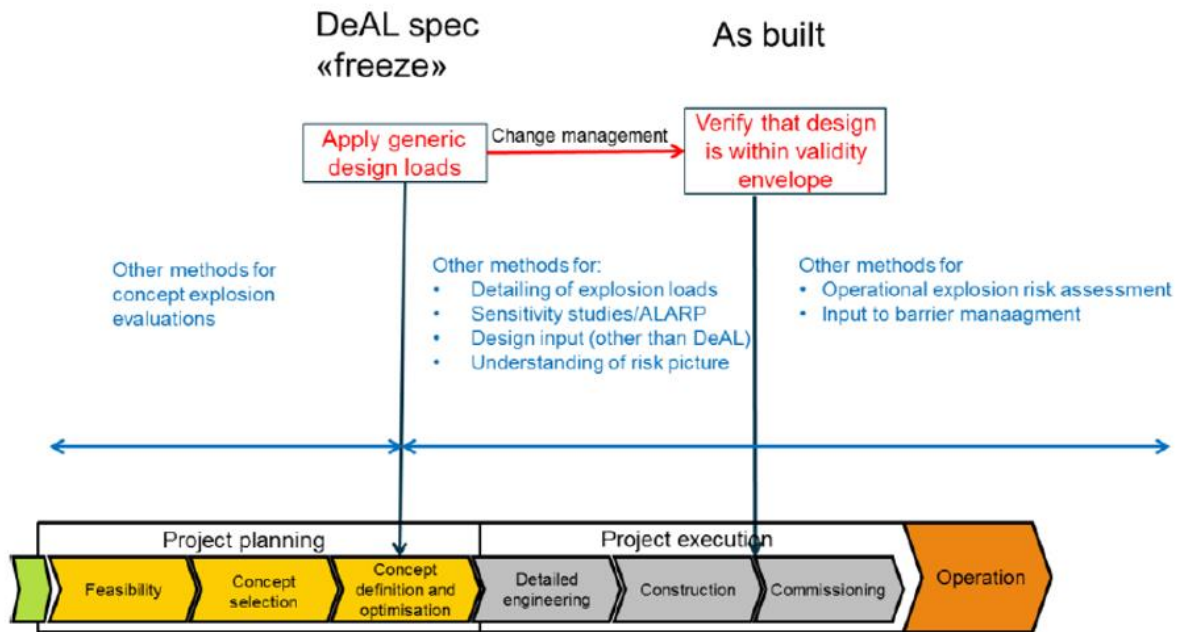 DeAL spec
«freeze»
As built
Apply generic
design loads
Change management
Verify that design
is within validity
envelope
Other methods for
concept explosion
evaluations
Other methods for:
• Detailing of explosion loads
• Sensitivity studies/ALARP
• Design input (other than DeAL)
• Understanding of risk picture
Other methods for
• Operational explosion risk assessment
• Input to barrier manaagment
Project planning
Project execution
Feasibility
Concept
selection
Concept
definition and
optimisation
Detailed
engineering
Construction
Commissioning
Operation